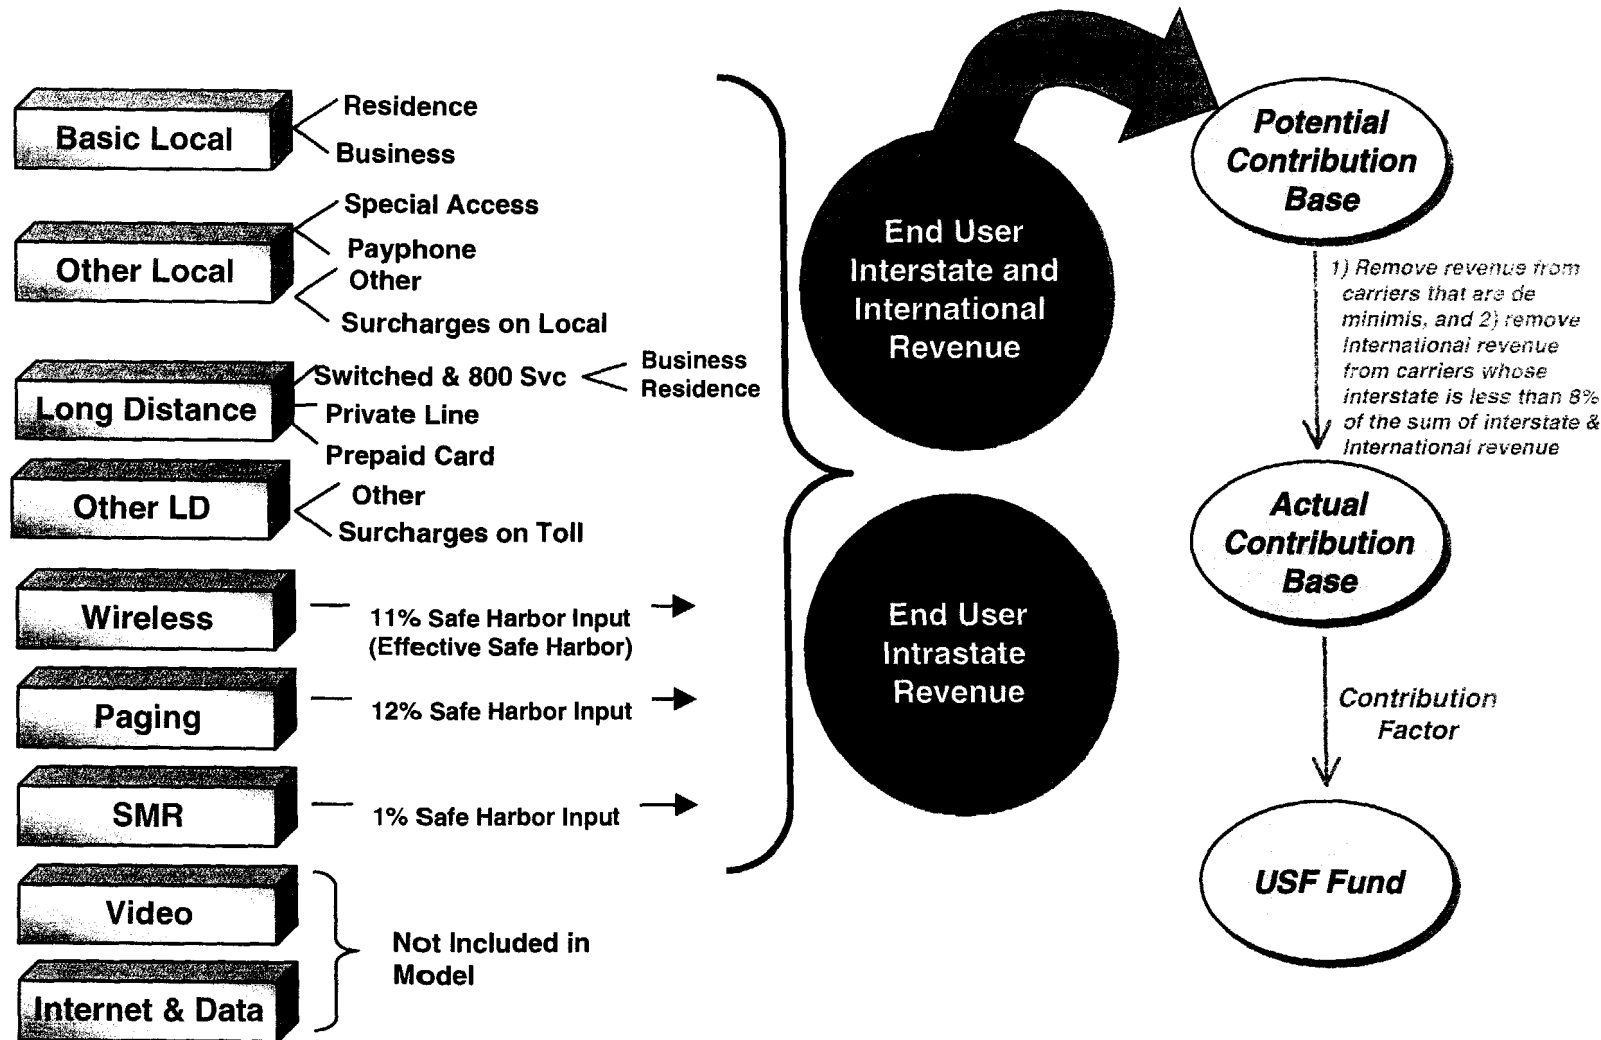 Basic Local
Residence
Business
Other Local
Special Access
Payphone
Other
Surcharges on Local
Long Distance
Switched & 800 Svc
Business
Residence
Private Line
Prepaid Card
Other LD
Other
Surcharges on Toll
Wireless
11% Safe Harbor Input
(Effective Safe Harbor)
Paging
12% Safe Harbor Input
SMR
1% Safe Harbor Input
Video
Internet & Data
Not Included in
Model
End User
Interstate and
International
Revenue
End User
Intrastate
Revenue
Potential
Contribution
Base
1) Remove revenue from
carriers that are de
minimis, and 2) remove
International revenue
from carriers whose
interstate is less than 8%
of the sum of interstate &
International revenue
Actual
Contribution
Base
Contribution
Factor
USF Fund